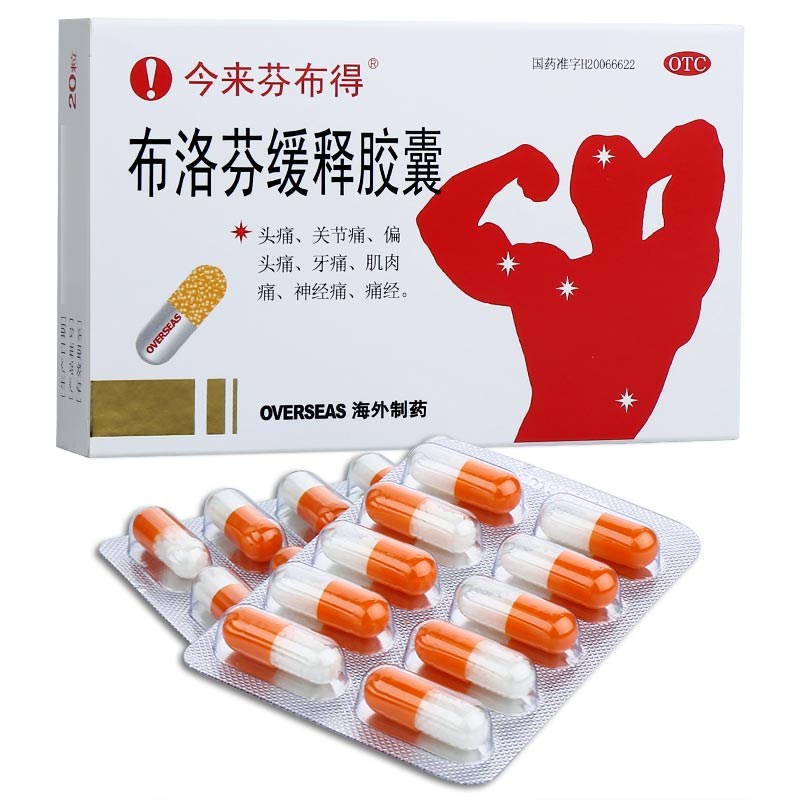 今来芬布得®
国药准字H20066622
OTC
布洛芬缓释胶囊
头痛、关节痛、偏
头痛、牙痛、肌肉
痛、神经痛、痛经。
OVERSEAS
OVERSEAS 海外制药
20粒